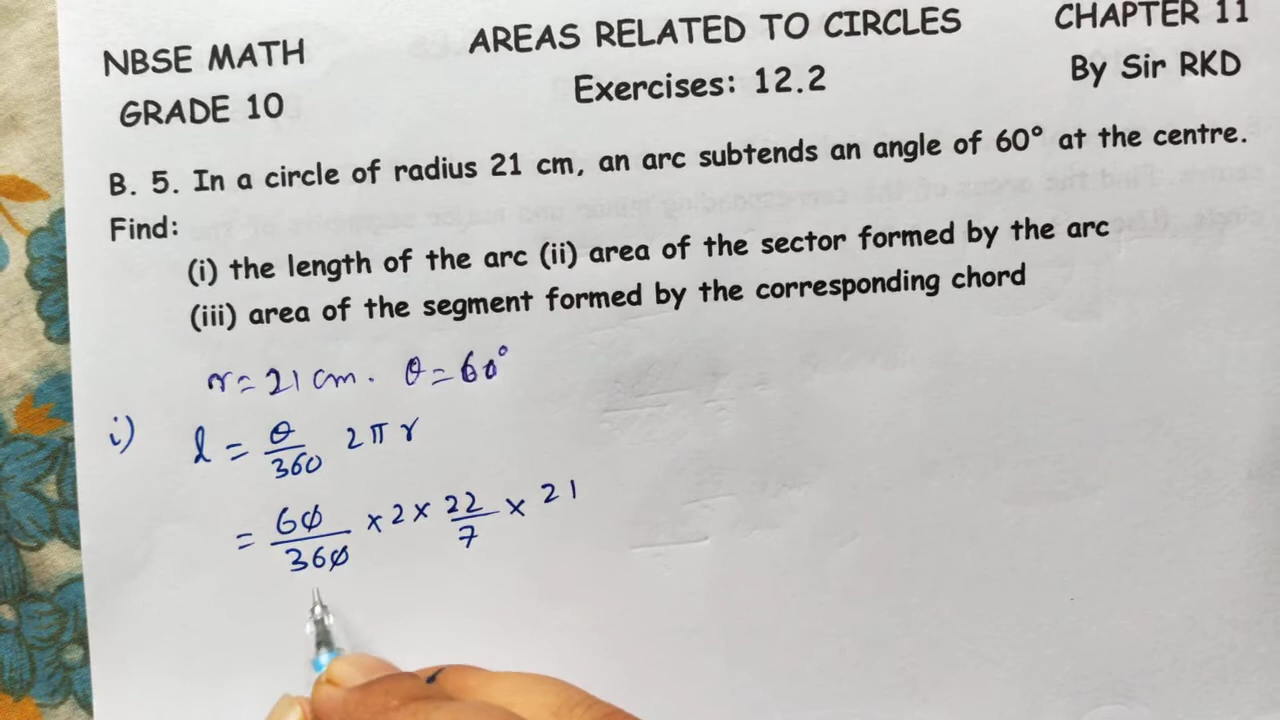 NBSE MATH AREAS RELATED TO CIRCLES CHAPTER 11
GRADE 10 Exercises: 12.2 By Sir RKD
B. 5. In a circle of radius 21 cm, an arc subtends an angle of 60° at the centre.
Find:
(i) the length of the arc (ii) area of the sector formed by the arc
(iii) area of the segment formed by the corresponding chord
r = 21 cm. θ = 60°
i) l = θ/360 2πr
= 60/360 × 2 × 22/7 × 21